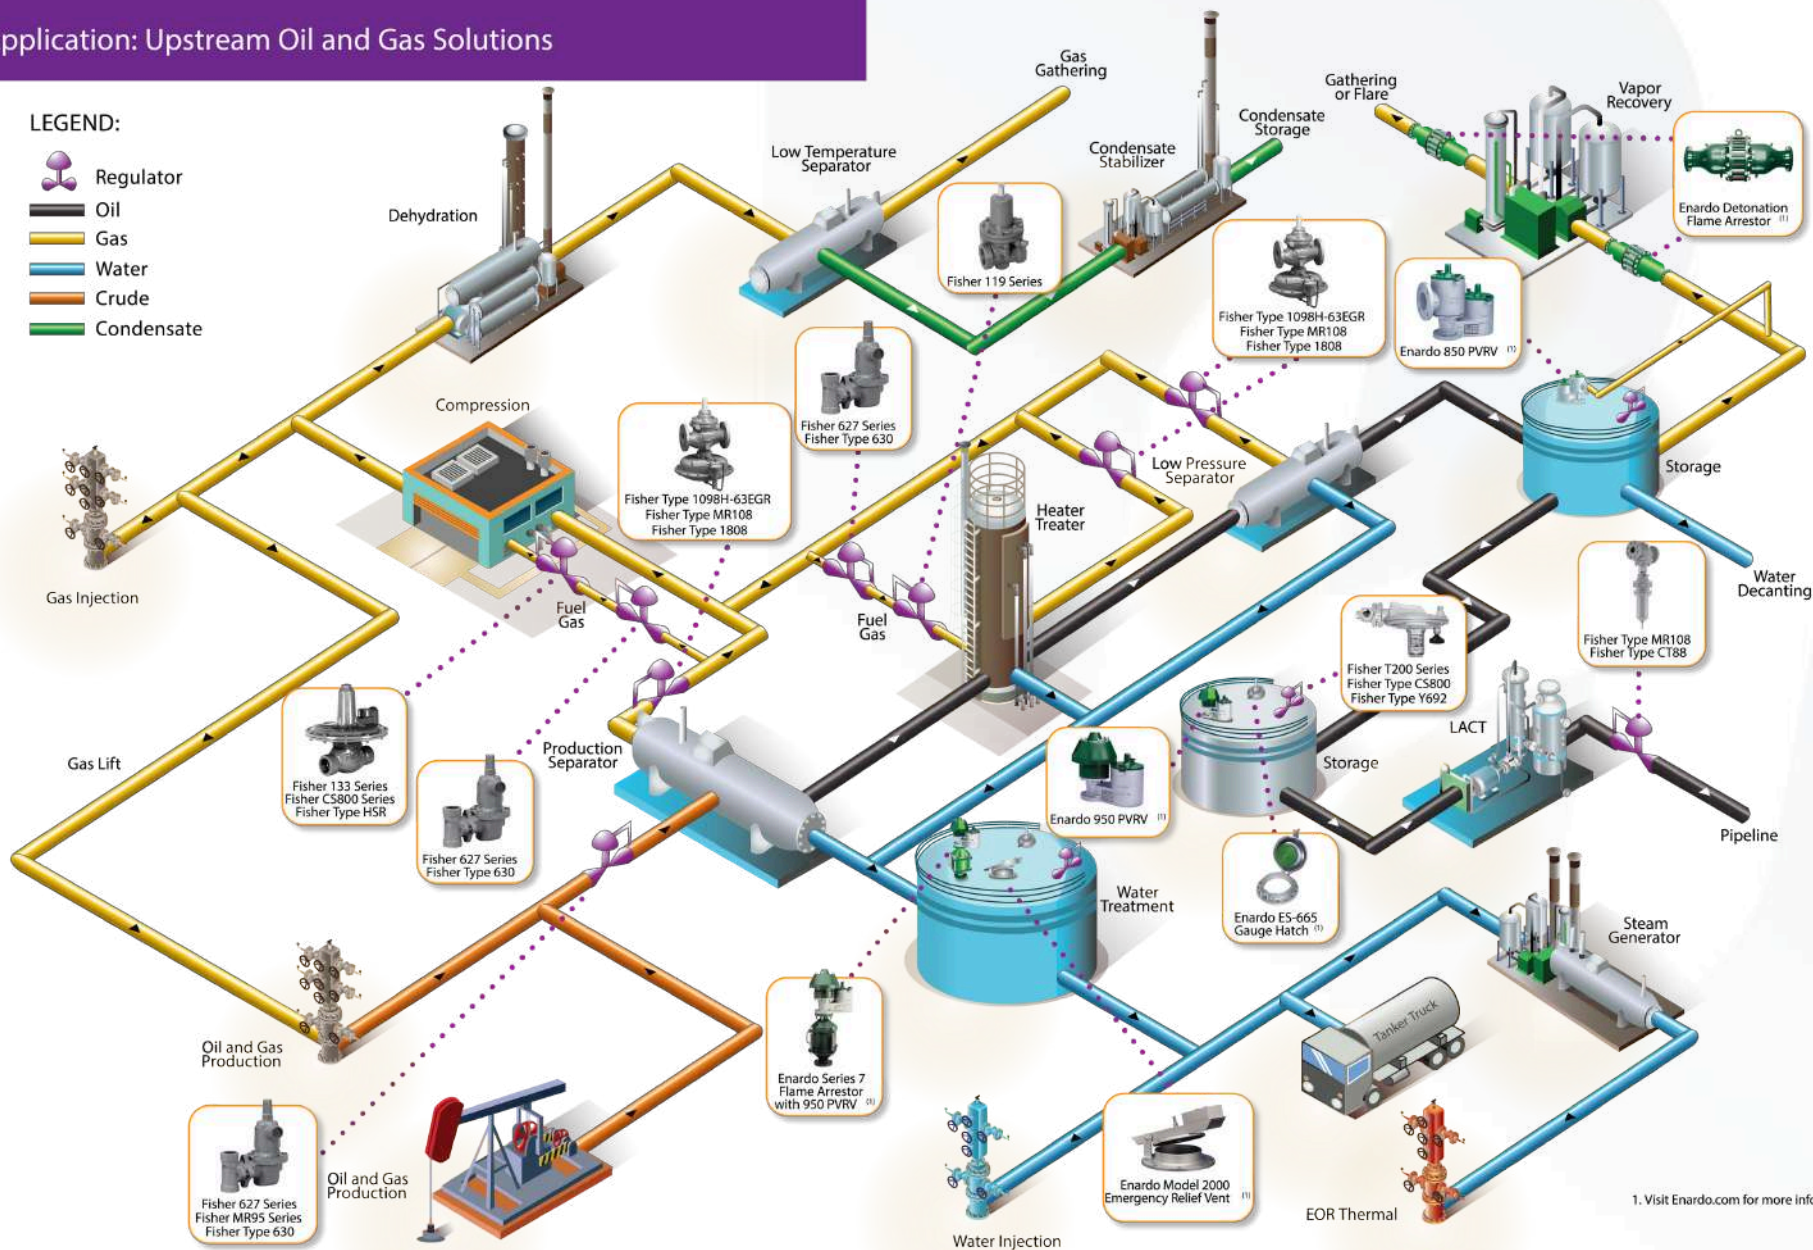 pplication: Upstream Oil and Gas Solutions
LEGEND:
Regulator
Oil
Gas
Water
Crude
Condensate
Dehydration
Low Temperature
Separator
Gas
Gathering
Condensate
Stabilizer
Condensate
Storage
Gathering
or Flare
Vapor
Recovery
Enardo Detonation
Flame Arrestor (1)
Fisher 119 Series
Fisher Type 1098H-63EGR
Fisher Type MR108
Fisher Type 1808
Enardo 850 PVRV (1)
Fisher 627 Series
Fisher Type 630
Compression
Fisher Type 1098H-63EGR
Fisher Type MR108
Fisher Type 1808
Low Pressure
Separator
Storage
Heater
Treater
Water
Decanting
Gas Injection
Fuel
Gas
Fuel
Gas
Fisher Type MR108
Fisher Type CT88
Fisher T200 Series
Fisher Type CS800
Fisher Type Y692
LACT
Gas Lift
Production
Separator
Storage
Fisher 133 Series
Fisher CS800 Series
Fisher Type HSR
Enardo 950 PVRV (1)
Pipeline
Fisher 627 Series
Fisher Type 630
Water
Treatment
Enardo ES-665
Gauge Hatch (1)
Steam
Generator
Tanker Truck
Oil and Gas
Production
Enardo Series 7
Flame Arrestor
with 950 PVRV (1)
Oil and Gas
Production
Fisher 627 Series
Fisher MR95 Series
Fisher Type 630
Enardo Model 2000
Emergency Relief Vent (1)
Water Injection
EOR Thermal
1. Visit Enardo.com for more info